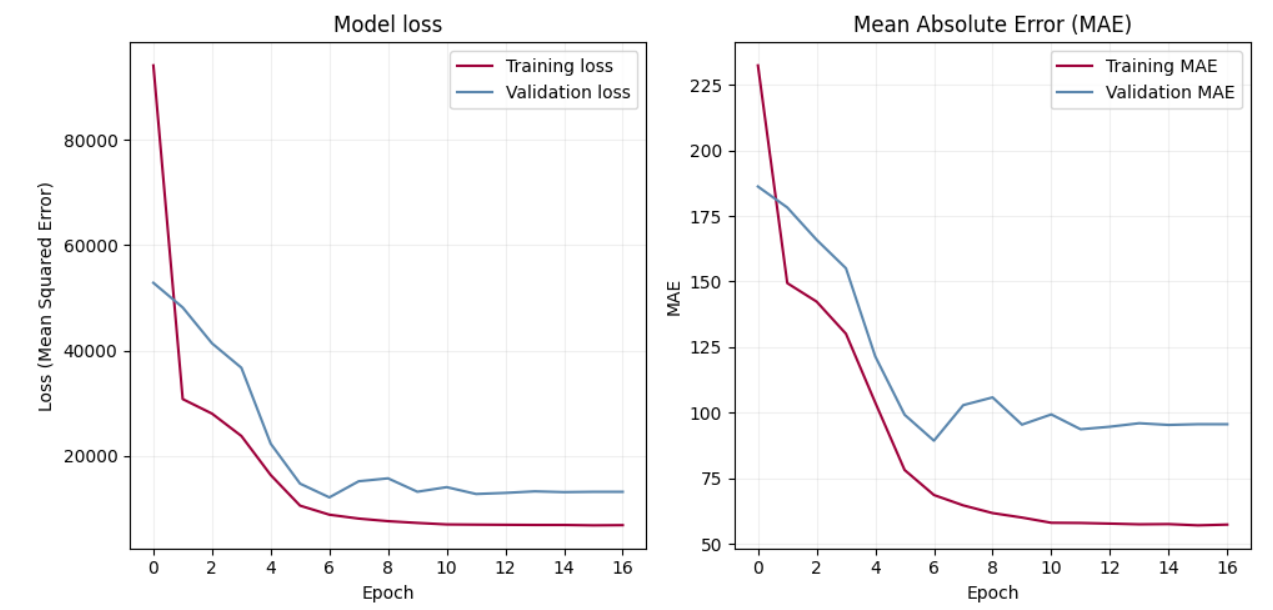 Model loss
Training loss
Validation loss
80000
60000
40000
20000
Loss (Mean Squared Error)
0 2 4 6 8 10 12 14 16
Epoch
Mean Absolute Error (MAE)
Training MAE
Validation MAE
225
200
175
150
125
100
75
50
MAE
0 2 4 6 8 10 12 14 16
Epoch